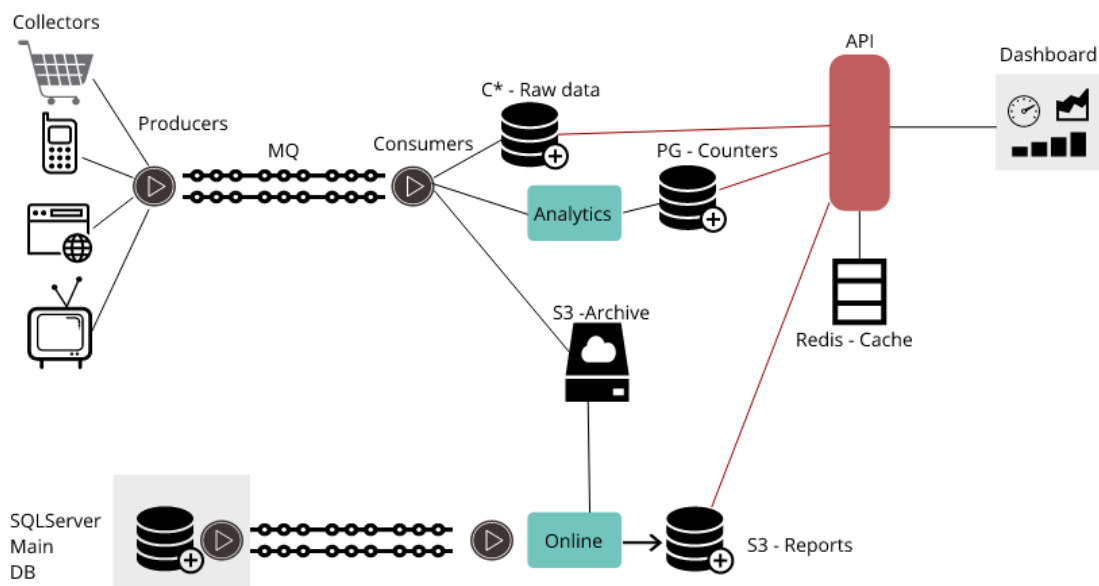 Collectors
API
Dashboard
C* - Raw data
Producers
MQ
Consumers
PG - Counters
Analytics
S3 -Archive
Redis - Cache
SQLServer
Main
DB
Online
S3 - Reports